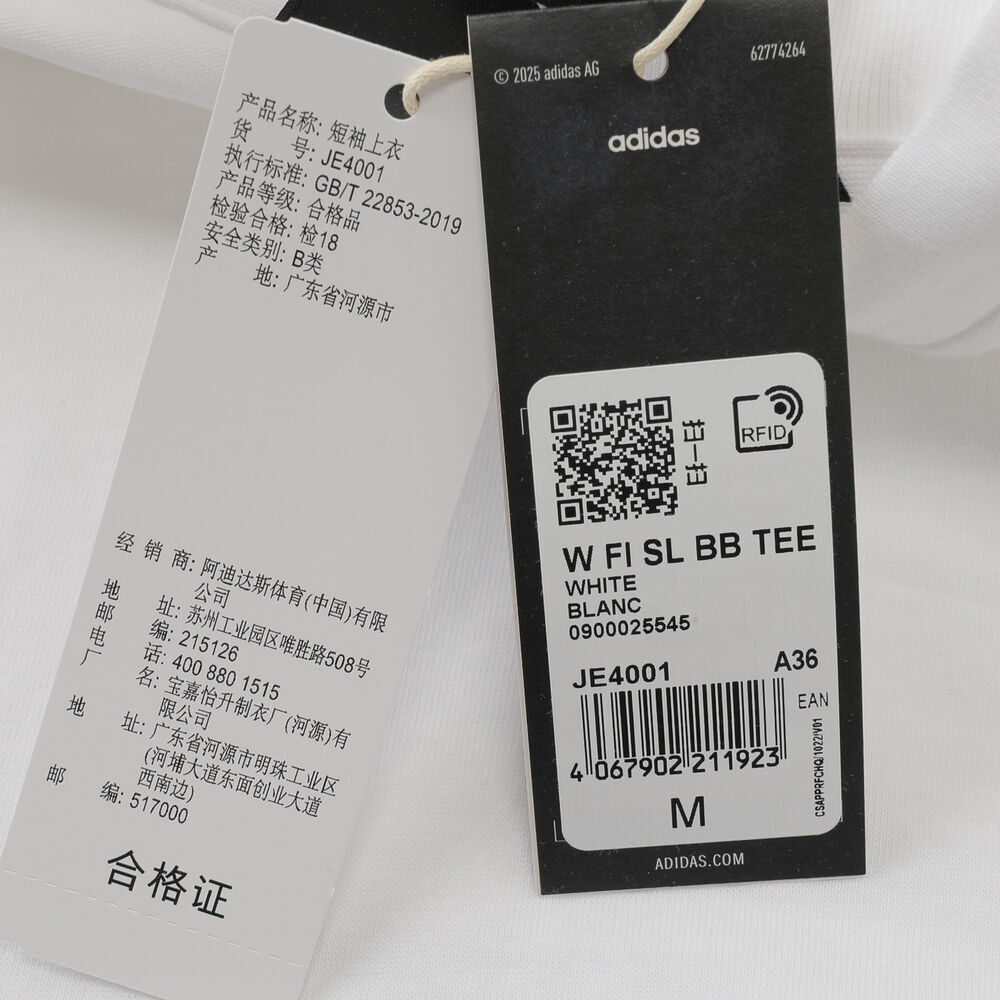 产品名称: 短袖上衣
货 号: JE4001
执行标准: GB/T 22853-2019
产品等级: 合格品
检验合格: 检18
安全类别: B类
产 地: 广东省河源市
经 销 商: 阿迪达斯体育(中国)有限
公司
地 址: 苏州工业园区唯胜路508号
邮 编: 215126
电 话: 400 880 1515
厂 名: 宝嘉怡升制衣厂(河源)有
限公司
地 址: 广东省河源市明珠工业区
(河埔大道东面创业大道
西南边)
邮 编: 517000
合格证
© 2025 adidas AG
62774264
adidas
扫一扫
RFID
W FI SL BB TEE
WHITE
BLANC
0900025545
JE4001
A36
EAN
4 067902 211923
CSAPPRFCHQ/1022/V01
M
ADIDAS.COM